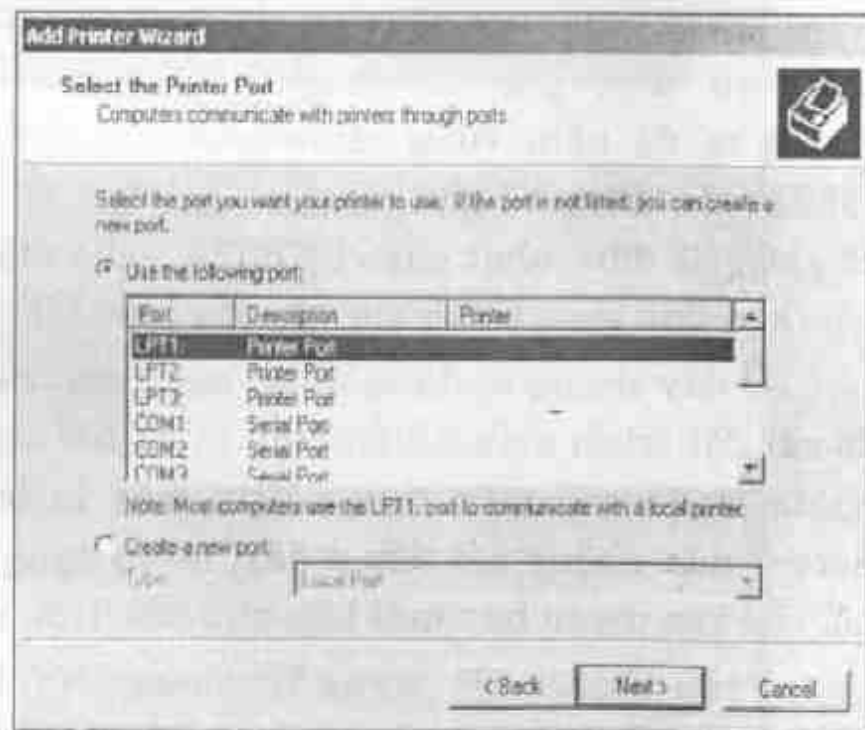 Add Printer Wizard
Select the Printer Port
Computers communicate with printers through ports.
Select the port you want your printer to use. If the port is not listed, you can create a
new port.
Use the following port:
Port Description Printer
LPT1: Printer Port
LPT2: Printer Port
LPT3: Printer Port
COM1: Serial Port
COM2: Serial Port
COM3: Serial Port
Note: Most computers use the LPT1: port to communicate with a local printer.
Create a new port:
Type: Local Port
< Back Next > Cancel